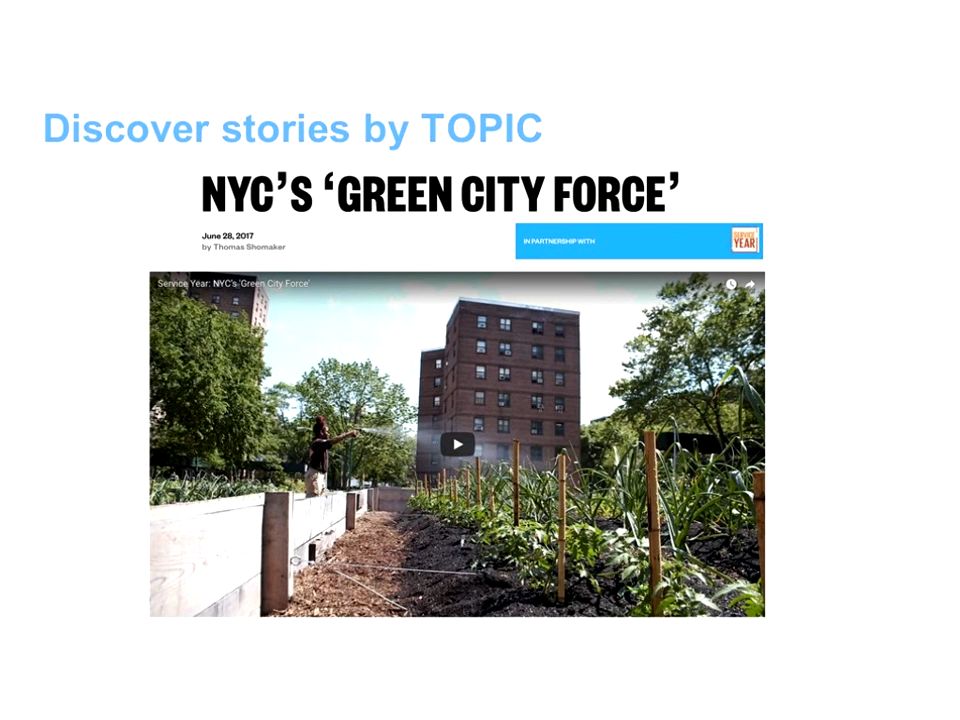 Discover stories by TOPIC
NYC’S ‘GREEN CITY FORCE’
June 28, 2017
by Thomas Shomaker
IN PARTNERSHIP WITH
SERVICE
YEAR
Service Year: NYC's 'Green City Force'